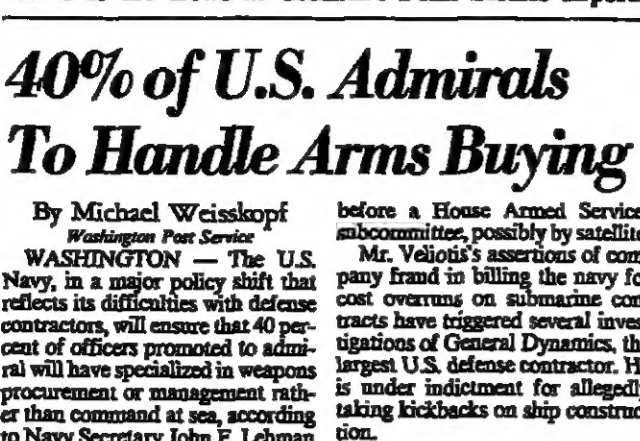 40% of U.S. Admirals
To Handle Arms Buying
By Michael Weisskopf
Washington Post Service
WASHINGTON — The U.S.
Navy, in a major policy shift that
reflects its difficulties with defense
contractors, will ensure that 40 per-
cent of officers promoted to admi-
ral will have specialized in weapons
procurement or management rath-
er than command at sea, according
to Navy Secretary John F. Lehman
before a House Armed Service
subcommittee, possibly by satellite
Mr. Veliotis's assertions of com
pany fraud in billing the navy fo
cost overruns on submarine con
tracts have triggered several inves
tigations of General Dynamics, th
largest U.S. defense contractor. H
is under indictment for allegedl
taking kickbacks on ship construc
tion.